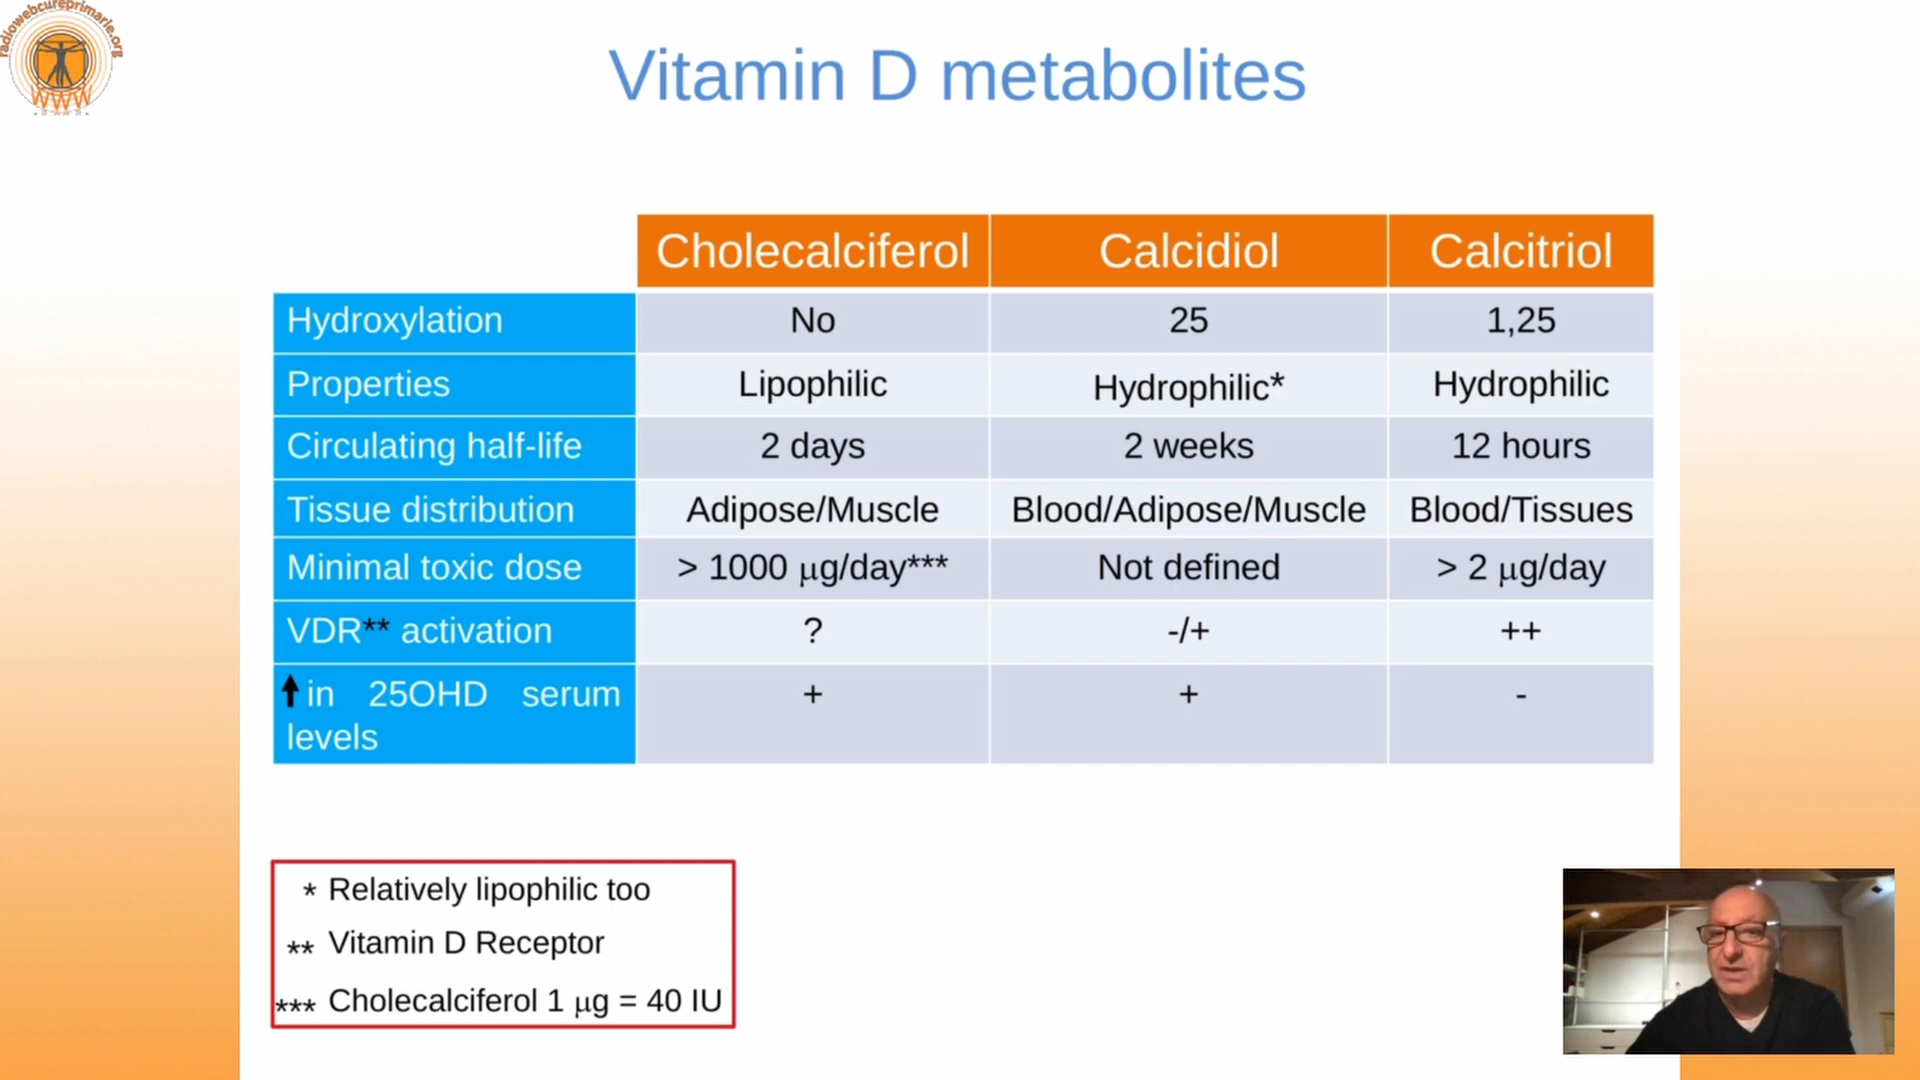 radiowebcureprimarie.org
WWW
Vitamin D metabolites
Cholecalciferol Calcidiol Calcitriol
Hydroxylation No 25 1,25
Properties Lipophilic Hydrophilic* Hydrophilic
Circulating half-life 2 days 2 weeks 12 hours
Tissue distribution Adipose/Muscle Blood/Adipose/Muscle Blood/Tissues
Minimal toxic dose > 1000 µg/day*** Not defined > 2 µg/day
VDR** activation ? -/+ ++
↑ in 25OHD serum + + -
levels
* Relatively lipophilic too
** Vitamin D Receptor
*** Cholecalciferol 1 µg = 40 IU